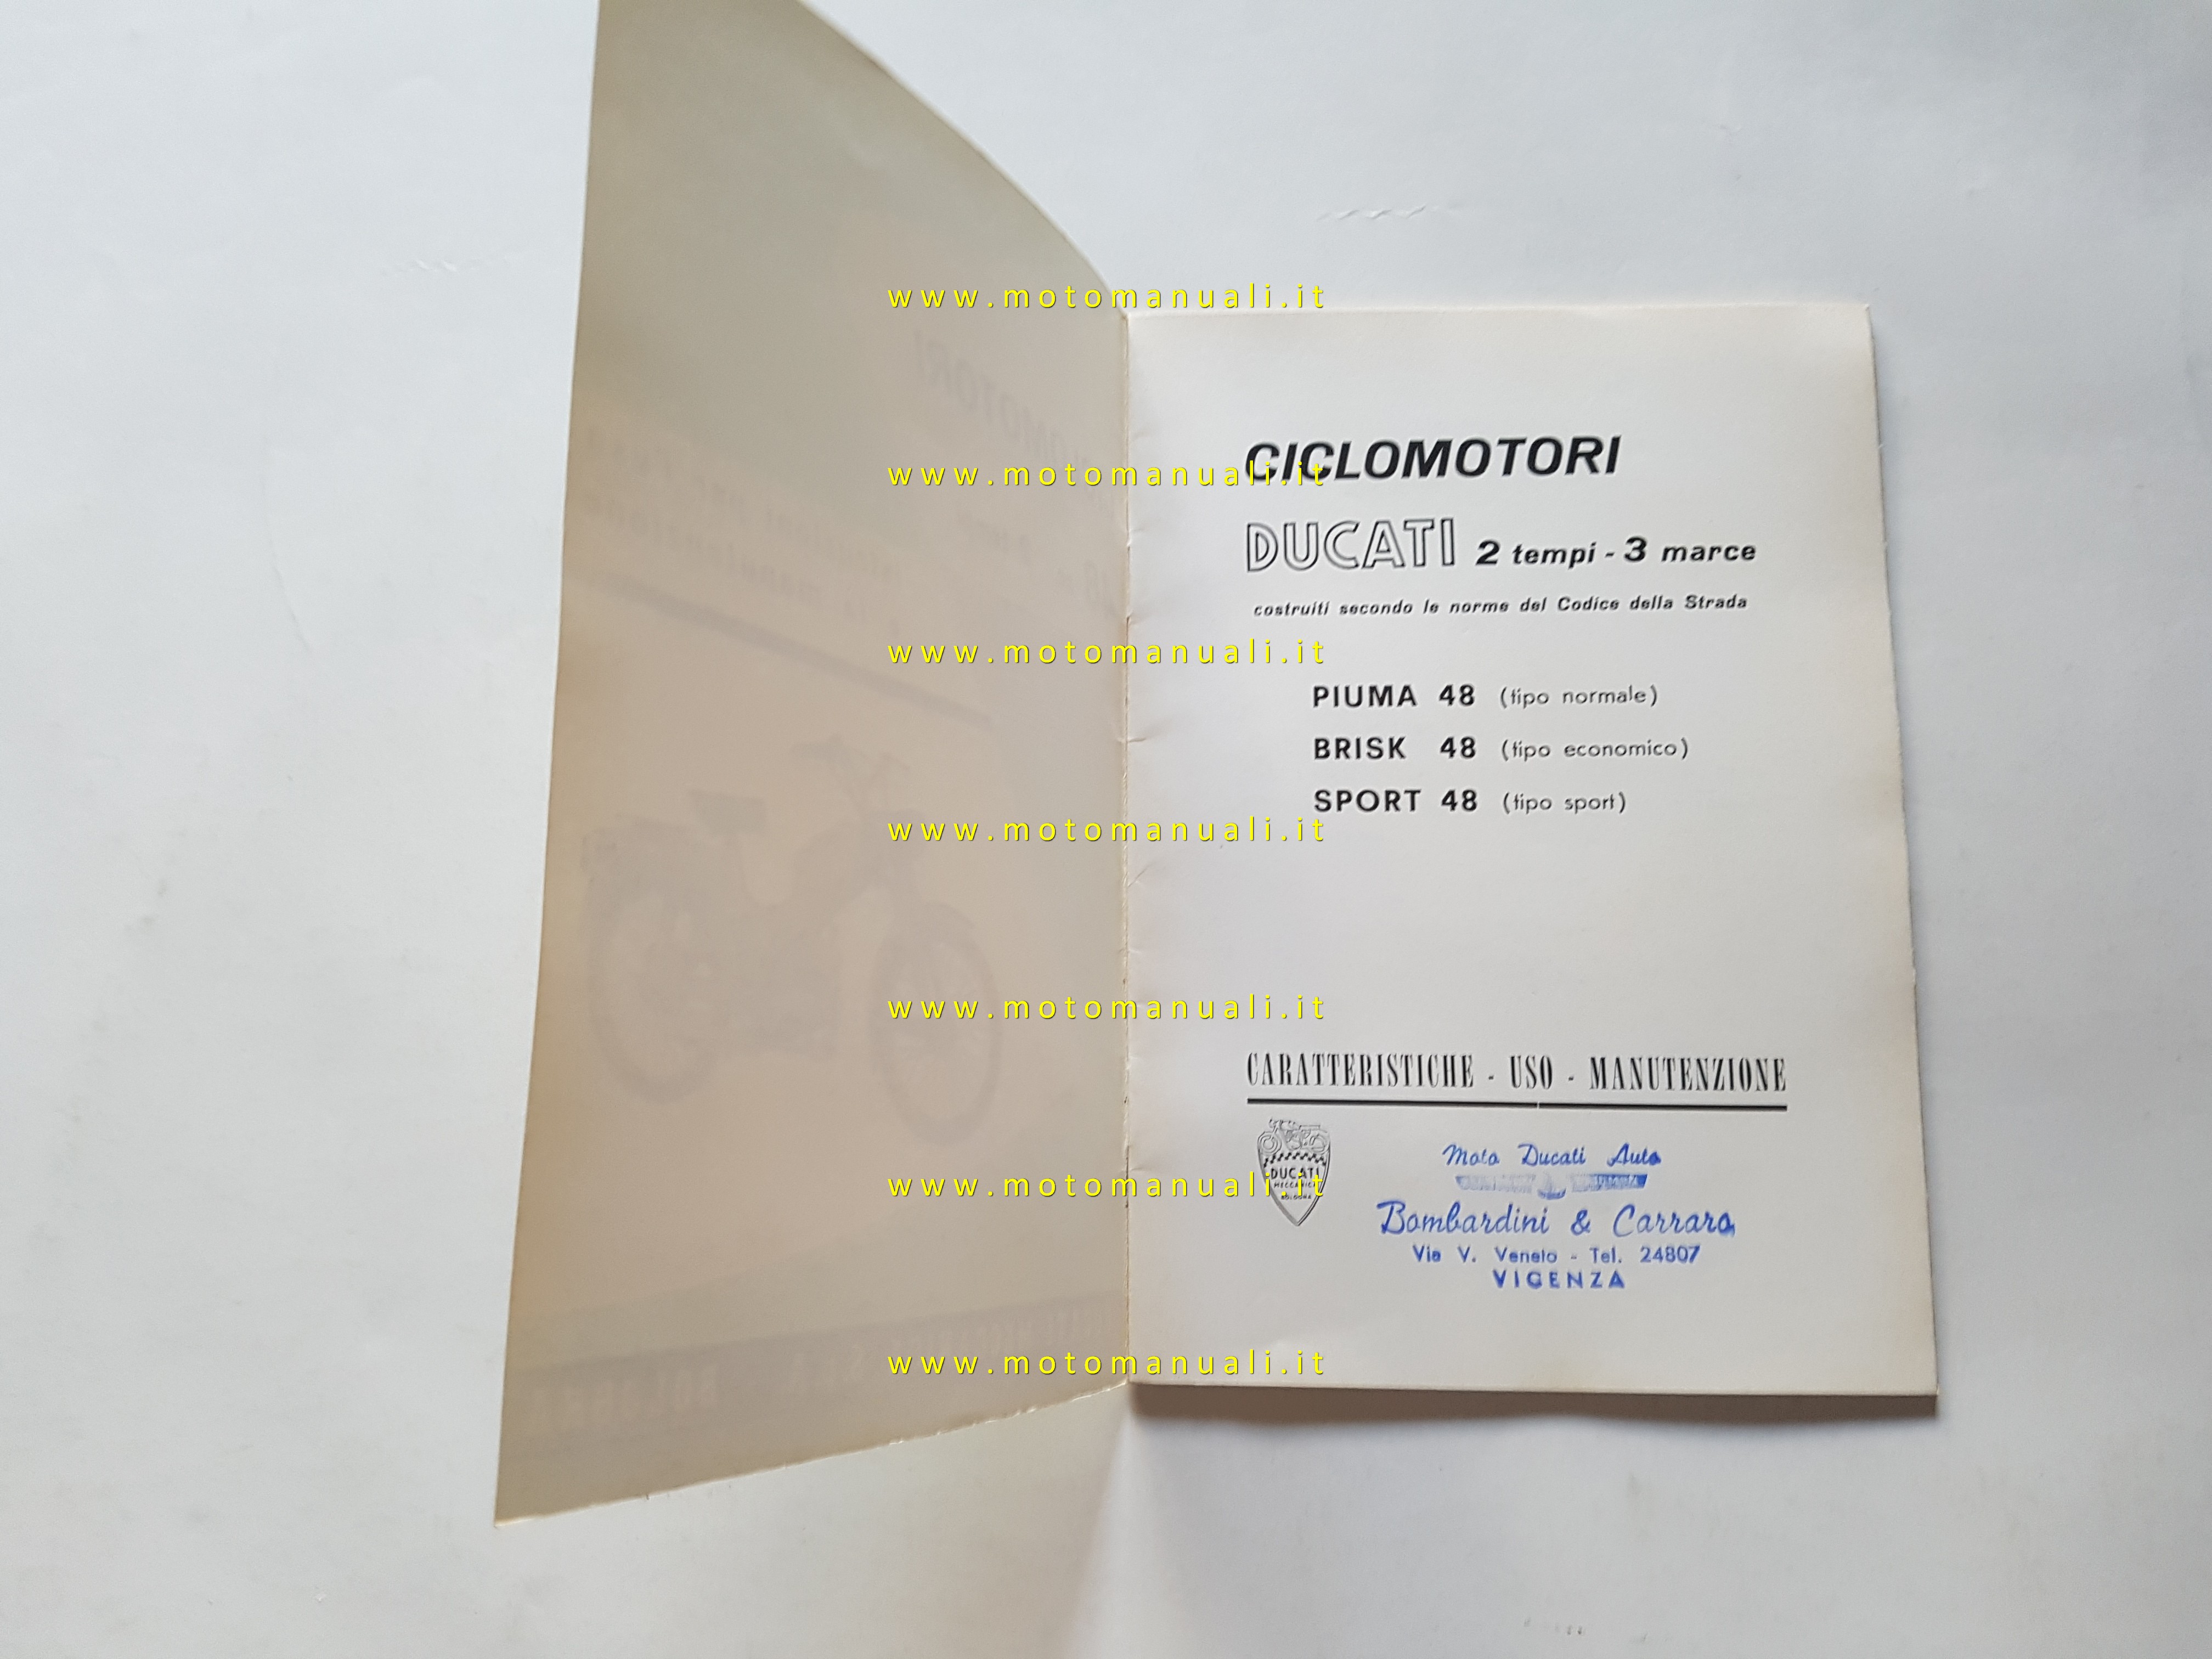 www.motomanuali.it
CICLOMOTORI
www.motomanuali.it
DUCATI 2 tempi - 3 marce
costruiti secondo le norme del Codice della Strada
www.motomanuali.it
PIUMA 48 (tipo normale)
BRISK 48 (tipo economico)
SPORT 48 (tipo sport)
www.motomanuali.it
www.motomanuali.it
CARATTERISTICHE - USO - MANUTENZIONE
DUCATI
MECCANICA
BOLOGNA
www.motomanuali.it
Moto Ducati Auto
Bombardini & Carraro
Via V. Veneto - Tel. 24807
VICENZA
www.motomanuali.it